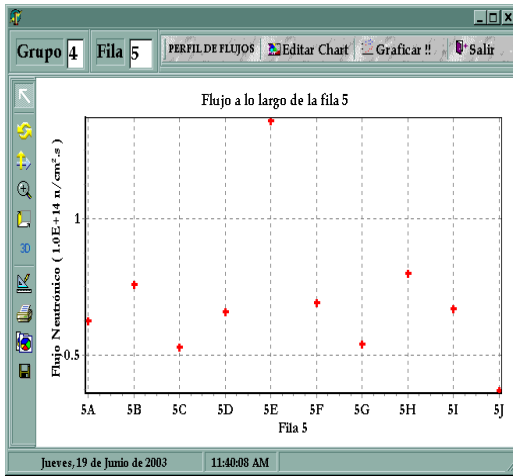 Grupo 4 Fila 5 PERFIL DE FLUJOS Editar Chart Graficar !! Salir
Flujo a lo largo de la fila 5
Flujo Neutrónico ( 1.0E+14 n/cm².s )
1
0.5
3D
5A 5B 5C 5D 5E 5F 5G 5H 5I 5J
Fila 5
Jueves, 19 de Junio de 2003 11:40:08 AM